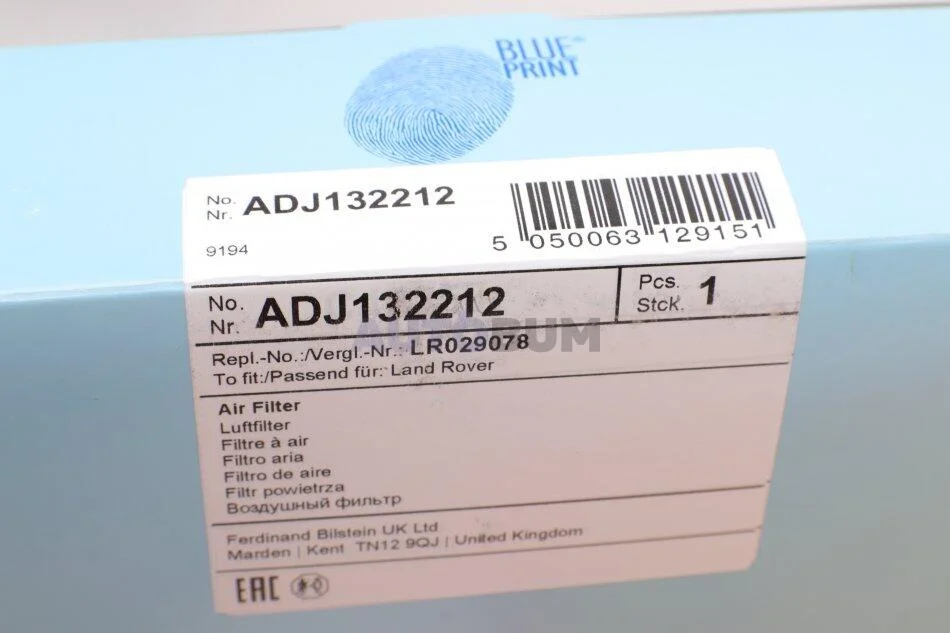 BLUE
PRINT
No.
Nr. ADJ132212
9194
5 050063 129151
No.
Nr. ADJ132212
Pcs.
Stck. 1
AUTOBUM
Repl.-No.:/Vergl.-Nr.: LR029078
To fit:/Passend für: Land Rover
Air Filter
Luftfilter
Filtre à air
Filtro aria
Filtro de aire
Filtr powietrza
Воздушный фильтр
Ferdinand Bilstein UK Ltd
Marden | Kent TN12 9QJ | United Kingdom
EAC